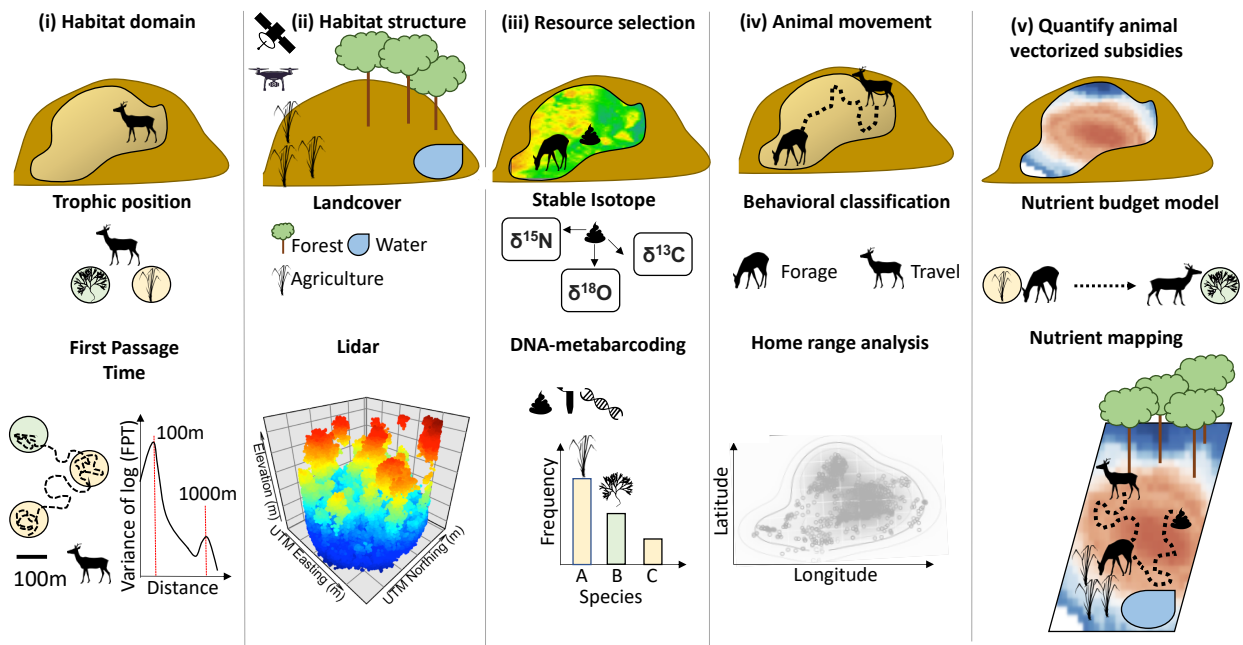 (i) Habitat domain
Trophic position
First Passage
Time
Variance of log (FPT)
100m
1000m
100m
Distance
(ii) Habitat structure
Landcover
Forest
Water
Agriculture
Lidar
Elevation (m)
UTM Easting (m)
UTM Northing (m)
(iii) Resource selection
Stable Isotope
δ¹⁵N
δ¹³C
δ¹⁸O
DNA-metabarcoding
Frequency
A B C
Species
(iv) Animal movement
Behavioral classification
Forage
Travel
Home range analysis
Latitude
Longitude
(v) Quantify animal
vectorized subsidies
Nutrient budget model
Nutrient mapping